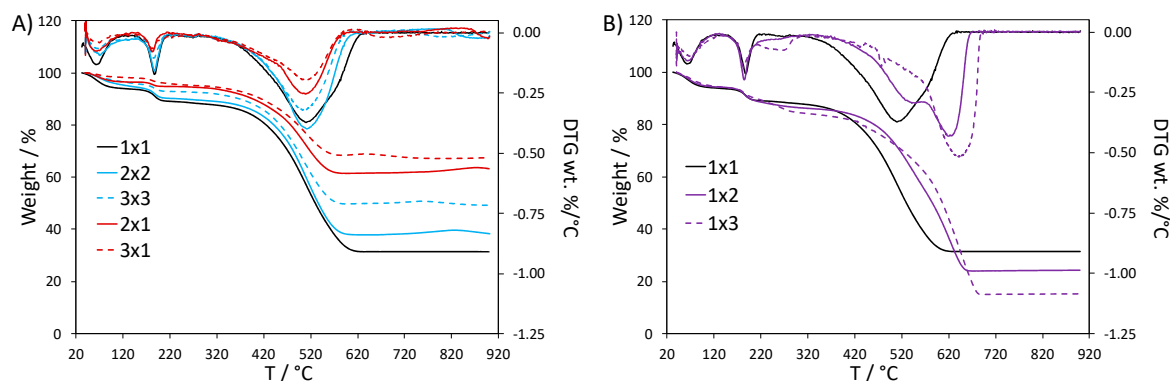 A)
120
100
80
60
40
20
0
Weight / %
1x1
2x2
3x3
2x1
3x1
0.00
-0.25
-0.50
-0.75
-1.00
-1.25
DTG wt. %/°C
20 120 220 320 420 520 620 720 820 920
T / °C
B)
120
100
80
60
40
20
0
Weight / %
1x1
1x2
1x3
0.00
-0.25
-0.50
-0.75
-1.00
-1.25
DTG wt. %/°C
20 120 220 320 420 520 620 720 820 920
T / °C